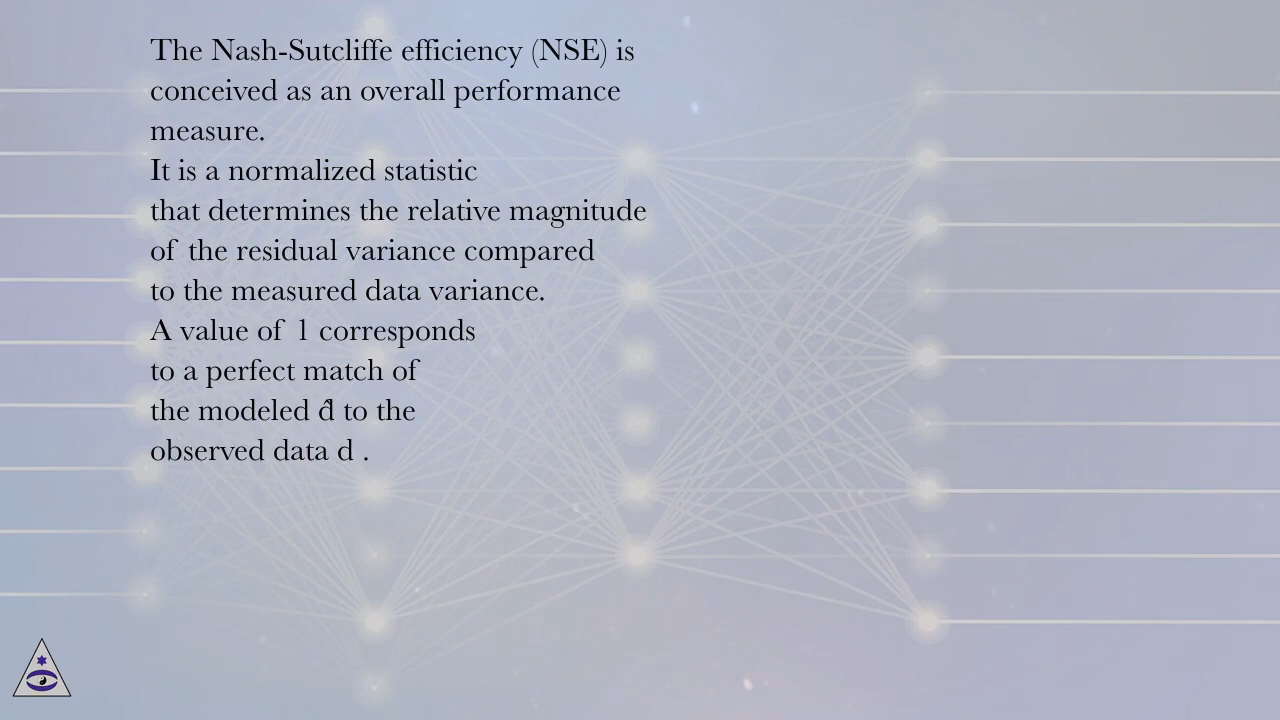 The Nash-Sutcliffe efficiency (NSE) is
conceived as an overall performance
measure.
It is a normalized statistic
that determines the relative magnitude
of the residual variance compared
to the measured data variance.
A value of 1 corresponds
to a perfect match of
the modeled d̂ to the
observed data d .